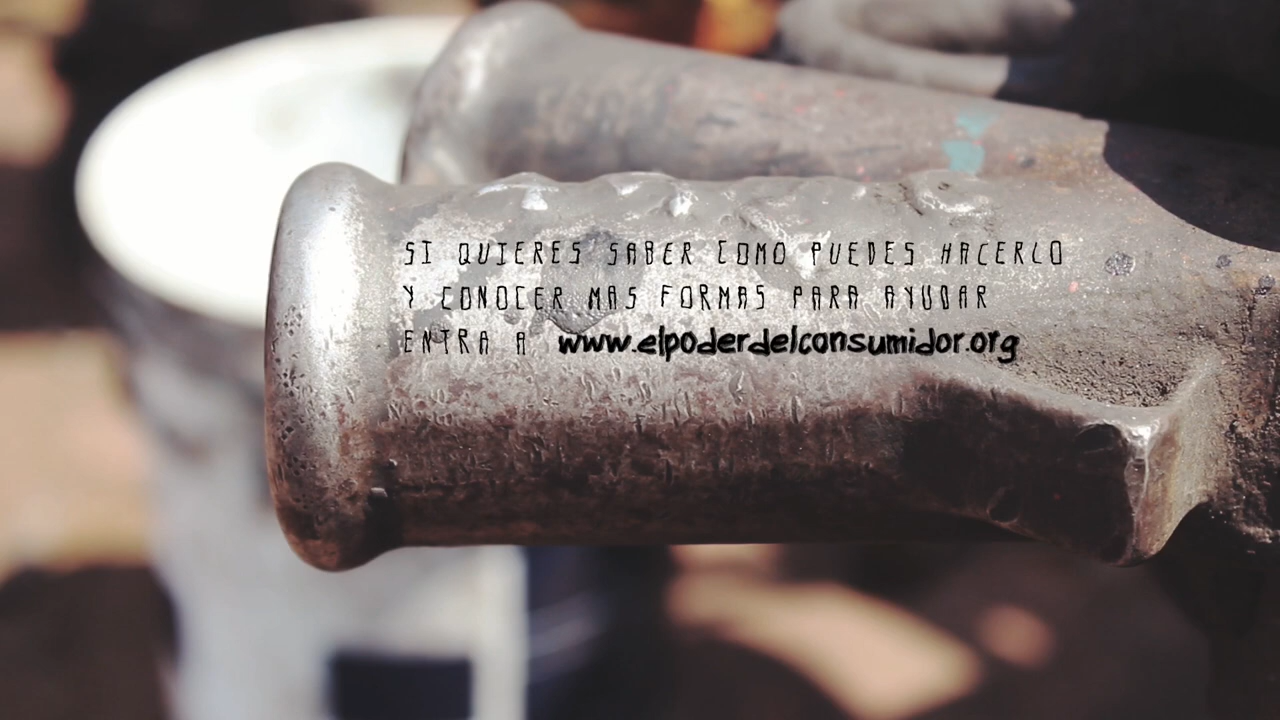 SI QUIERES SABER COMO PUEDES HACERLO
Y CONOCER MAS FORMAS PARA AYUDAR
ENTRA A www.elpoderdelconsumidor.org